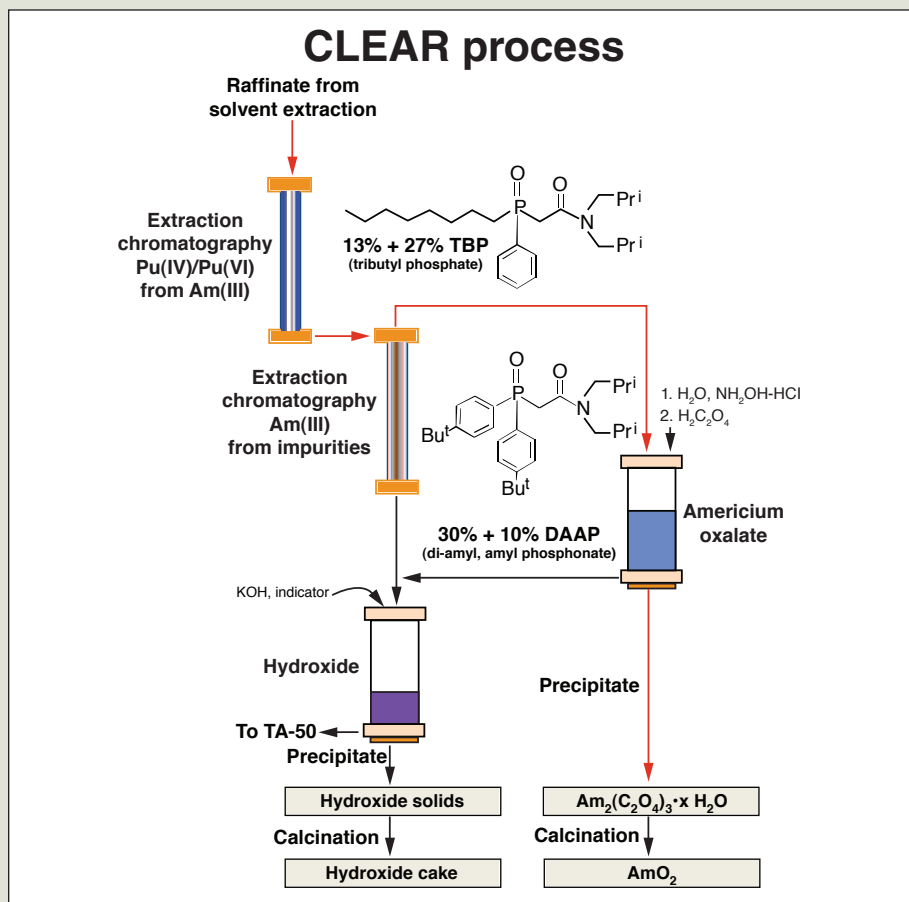 CLEAR process
Raffinate from
solvent extraction
Extraction
chromatography
Pu(IV)/Pu(VI)
from Am(III)
O
P
O
N
Prⁱ
Prⁱ
13% + 27% TBP
(tributyl phosphate)
Extraction
chromatography
Am(III)
from impurities
O
P
O
N
Prⁱ
Prⁱ
Buᵗ
Buᵗ
1. H₂O, NH₂OH-HCl
2. H₂C₂O₄
Americium
oxalate
30% + 10% DAAP
(di-amyl, amyl phosphonate)
KOH, indicator
Hydroxide
To TA-50
Precipitate
Precipitate
Hydroxide solids
Am₂(C₂O₄)₃•x H₂O
Calcination
Calcination
Hydroxide cake
AmO₂